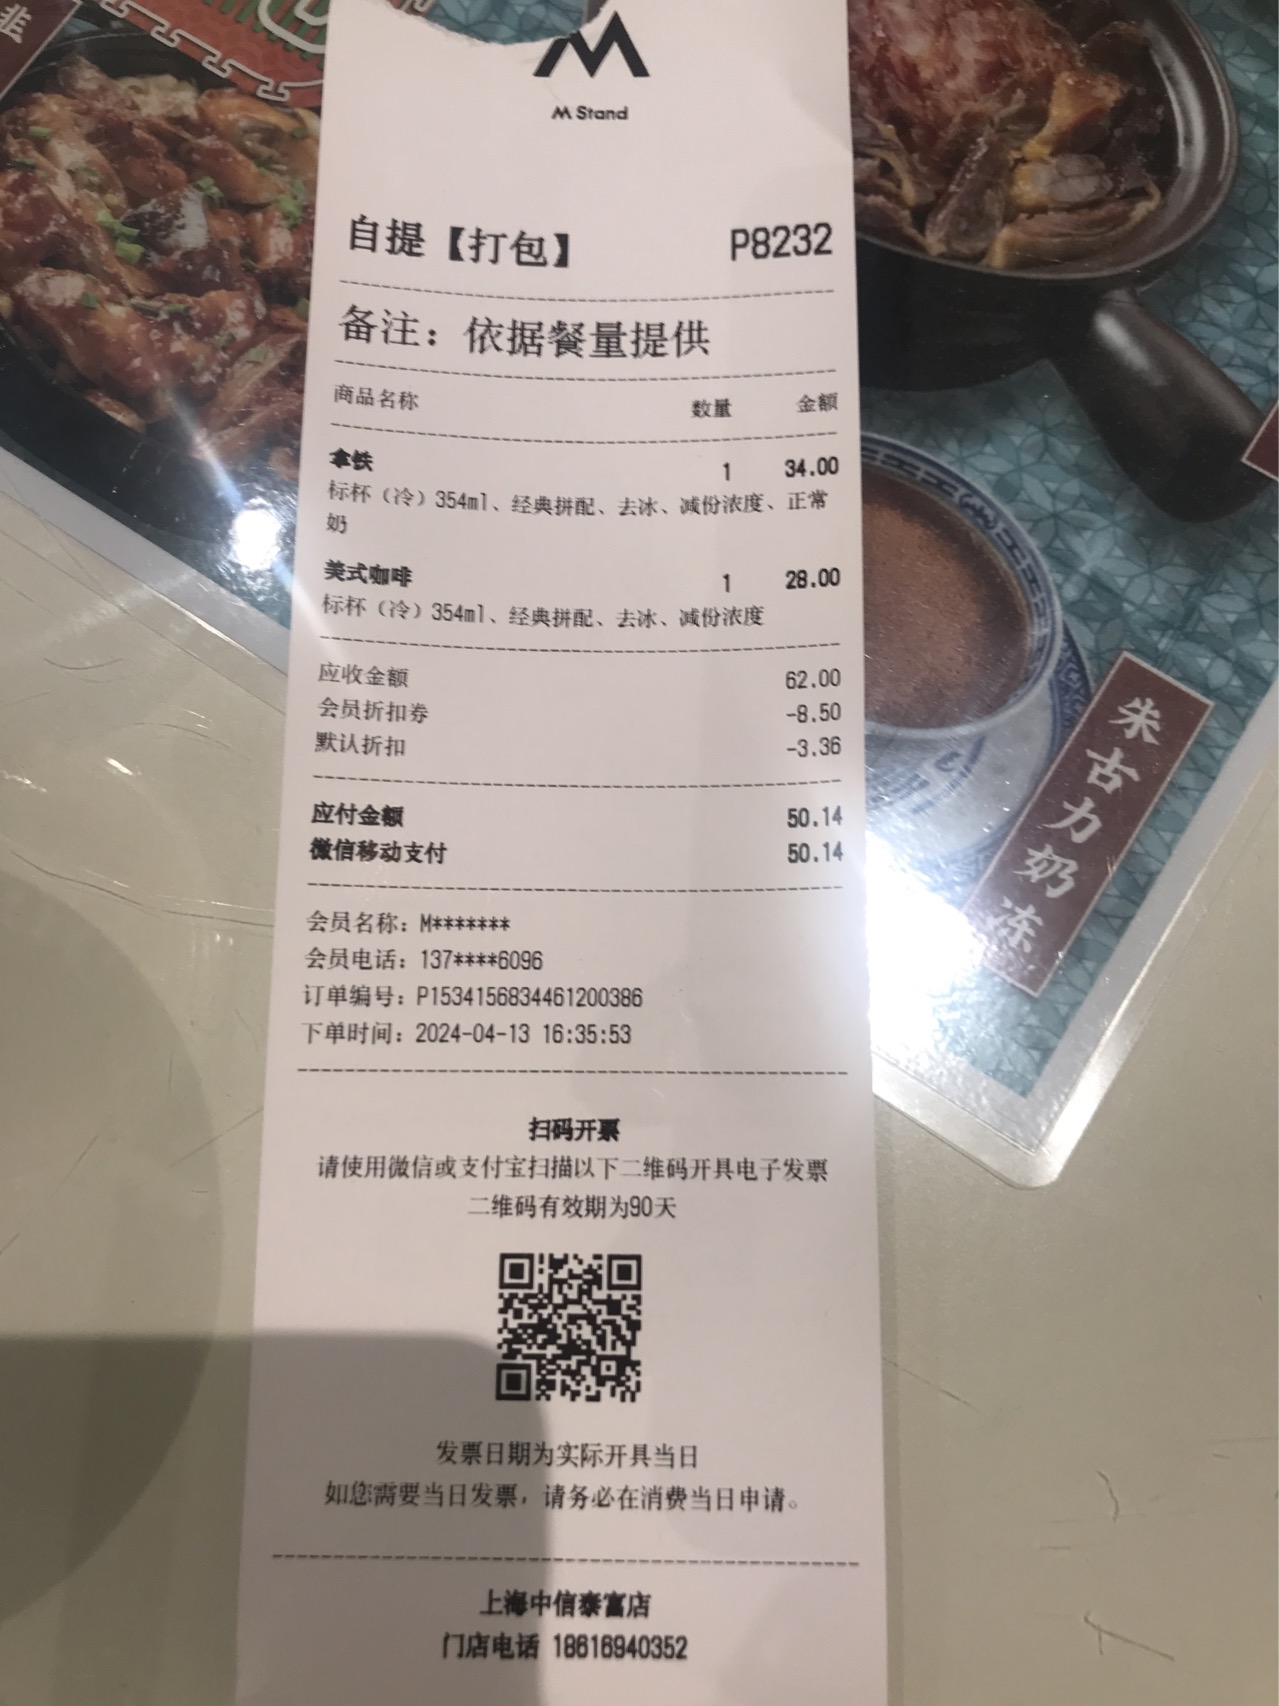 韭
M Stand
自提【打包】 P8232
备注：依据餐量提供
商品名称 数量 金额
拿铁 1 34.00
标杯（冷）354ml、经典拼配、去冰、减份浓度、正常
奶
美式咖啡 1 28.00
标杯（冷）354ml、经典拼配、去冰、减份浓度
应收金额 62.00
会员折扣券 -8.50
默认折扣 -3.36
应付金额 50.14
微信移动支付 50.14
会员名称：M*******
会员电话：137****6096
订单编号：P1534156834461200386
下单时间：2024-04-13 16:35:53
扫码开票
请使用微信或支付宝扫描以下二维码开具电子发票
二维码有效期为90天
发票日期为实际开具当日
如您需要当日发票，请务必在消费当日申请。
上海中信泰富店
门店电话 18616940352
朱古力奶冻